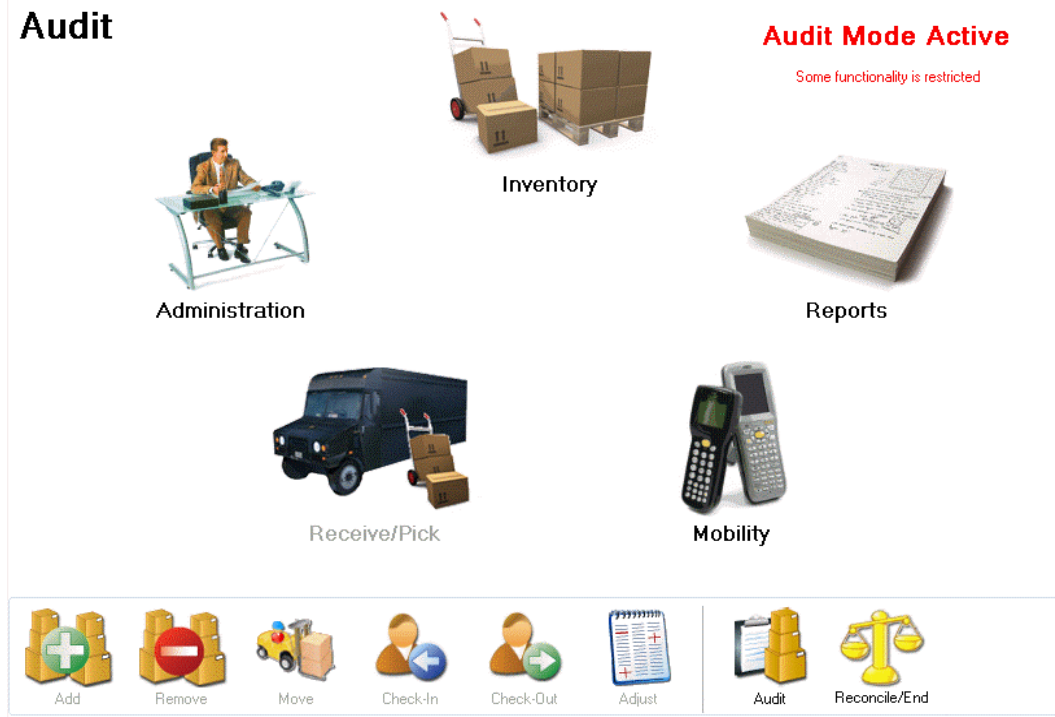 Audit
Audit Mode Active
Some functionality is restricted
Inventory
Administration
Reports
Receive/Pick
Mobility
Add
Remove
Move
Check-In
Check-Out
Adjust
Audit
Reconcile/End